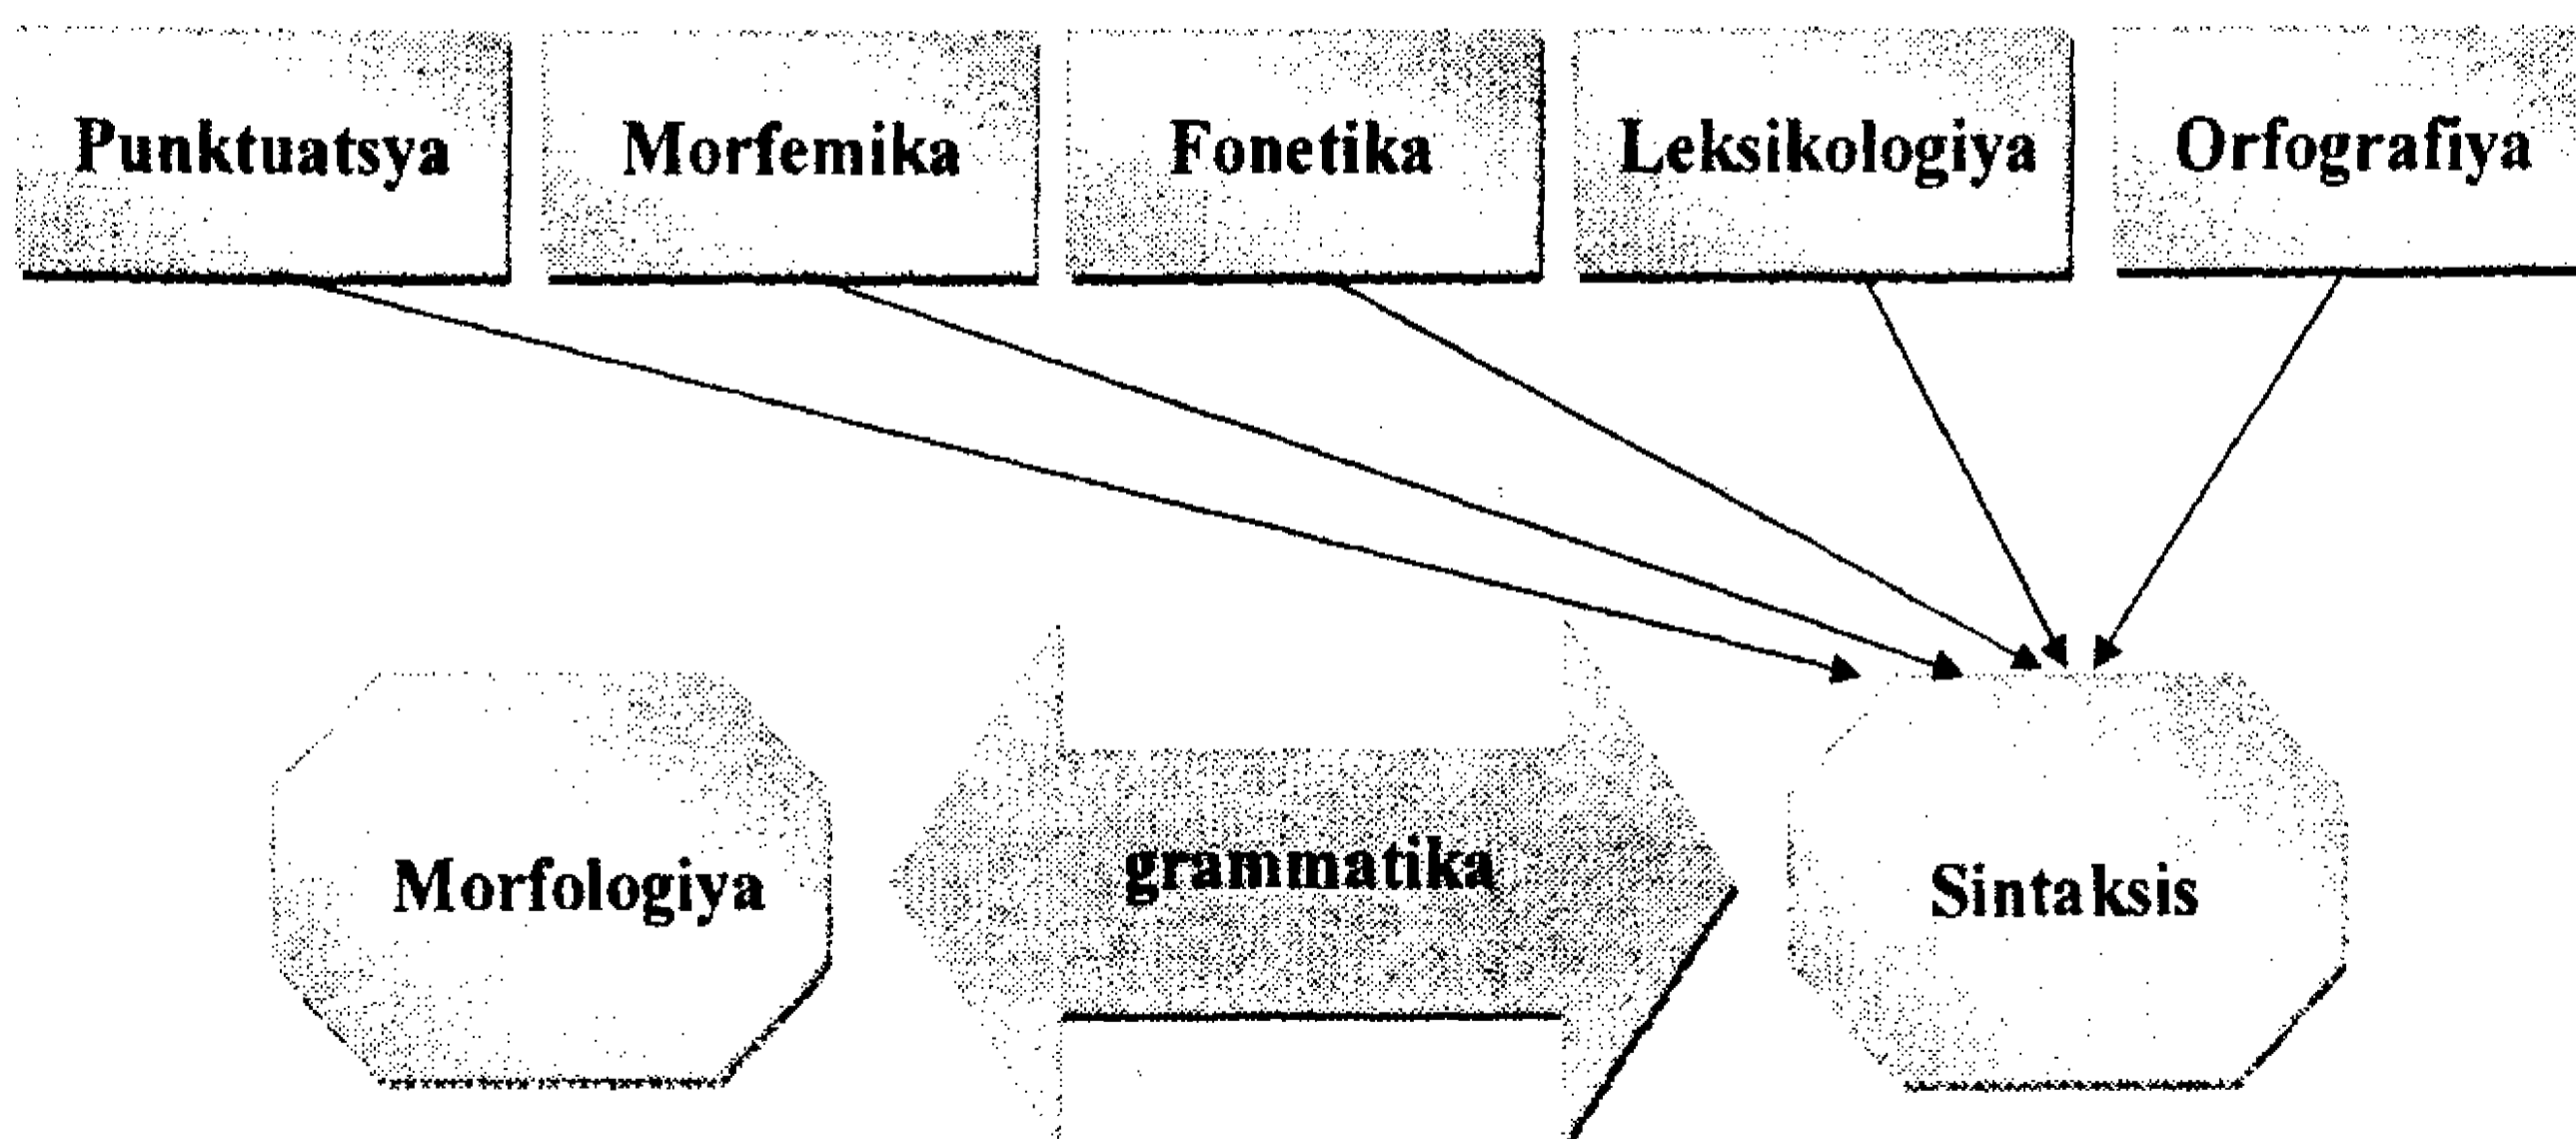 Punktuatsya
Morfemika
Fonetika
Leksikologiya
Orfografiya
Morfologiya
grammatika
Sintaksis